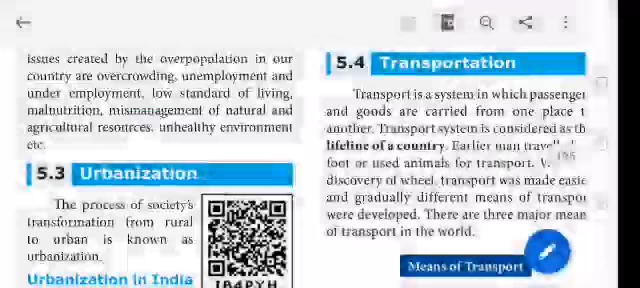 issues created by the overpopulation in our
country are overcrowding, unemployment and
under employment, low standard of living,
malnutrition, mismanagement of natural and
agricultural resources, unhealthy environment
etc.
5.3 Urbanization
The process of society's
transformation from rural
to urban is known as
urbanization.
Urbanization in India
5.4 Transportation
Transport is a system in which passenger
and goods are carried from one place t
another. Transport system is considered as th
lifeline of a country. Earlier man travelled
foot or used animals for transport.
discovery of wheel, transport was made easie
and gradually different means of transpor
were developed. There are three major mean
of transport in the world.
195
Means of Transport